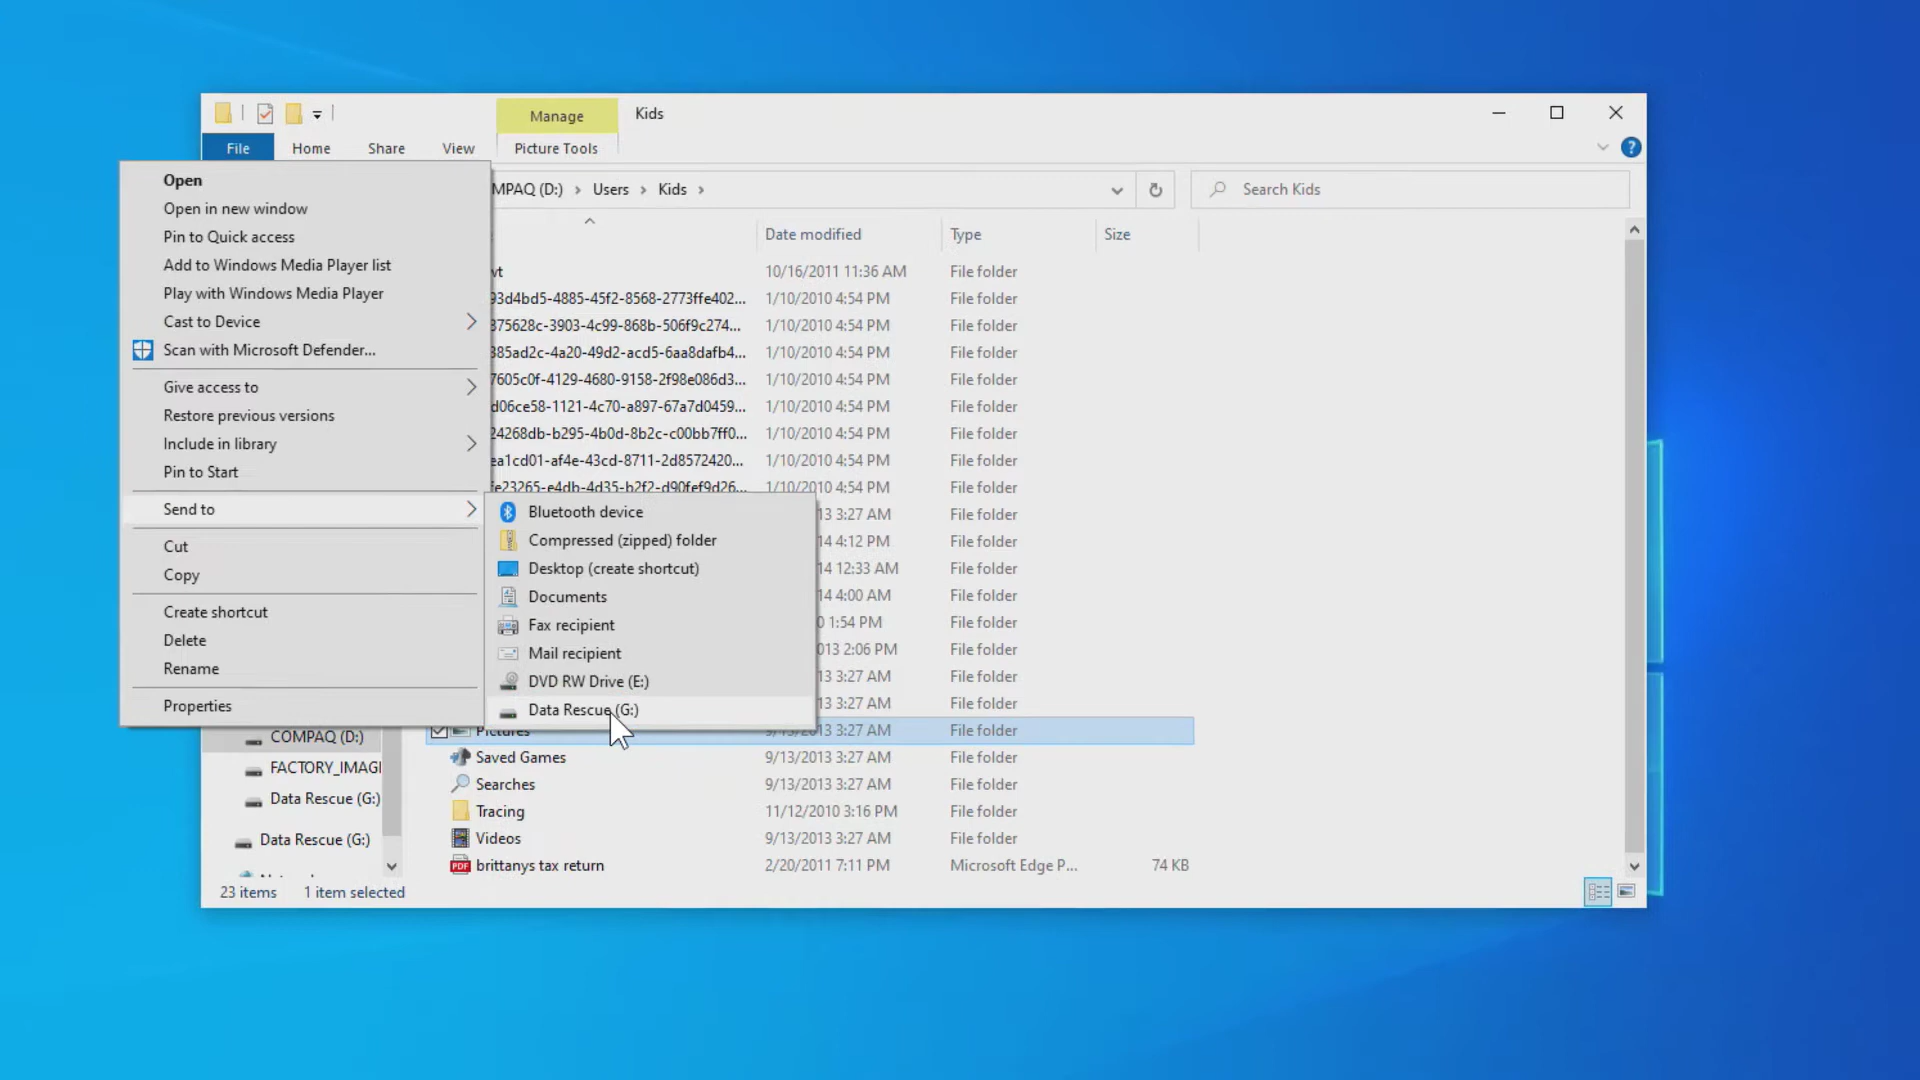 Manage
Kids
File
Home
Share
View
Picture Tools
(D:)
Users
Kids
Search Kids
Open
Open in new window
Pin to Quick access
Add to Windows Media Player list
Play with Windows Media Player
Cast to Device
Scan with Microsoft Defender...
Give access to
Restore previous versions
Include in library
Pin to Start
Send to
Cut
Copy
Create shortcut
Delete
Rename
Properties
Bluetooth device
Compressed (zipped) folder
Desktop (create shortcut)
Documents
Fax recipient
Mail recipient
DVD RW Drive (E:)
Data Rescue (G:)
Date modified
Type
Size
vt 10/16/2011 11:36 AM File folder
93d4bd5-4885-45f2-8568-2773ffe402... 1/10/2010 4:54 PM File folder
375628c-3903-4c99-868b-506f9c274... 1/10/2010 4:54 PM File folder
385ad2c-4a20-49d2-acd5-6aa8dafb4... 1/10/2010 4:54 PM File folder
7605c0f-4129-4680-9158-2f98e086d3... 1/10/2010 4:54 PM File folder
d06ce58-1121-4c70-a897-67a7d0459... 1/10/2010 4:54 PM File folder
24268db-b295-4b0d-8b2c-c00bb7ff0... 1/10/2010 4:54 PM File folder
ea1cd01-af4e-43cd-8711-2d8572420... 1/10/2010 4:54 PM File folder
fe23265-e4db-4d35-b2f2-d90fef9d26... 1/10/2010 4:54 PM File folder
13 3:27 AM File folder
14 4:12 PM File folder
14 12:33 AM File folder
14 4:00 AM File folder
0 1:54 PM File folder
013 2:06 PM File folder
013 3:27 AM File folder
013 3:27 AM File folder
Pictures 9/13/2013 3:27 AM File folder
Saved Games 9/13/2013 3:27 AM File folder
Searches 9/13/2013 3:27 AM File folder
Tracing 11/12/2010 3:16 PM File folder
Videos 9/13/2013 3:27 AM File folder
brittanys tax return 2/20/2011 7:11 PM Microsoft Edge P... 74 KB
COMPAQ (D:)
FACTORY_IMAGI
Data Rescue (G:)
Data Rescue (G:)
23 items
1 item selected